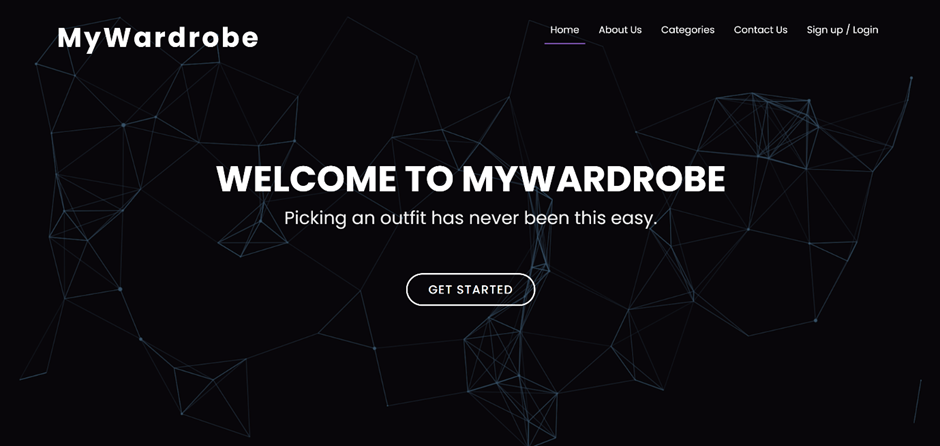 MyWardrobe
Home About Us Categories Contact Us Sign up / Login
WELCOME TO MYWARDROBE
Picking an outfit has never been this easy.
GET STARTED